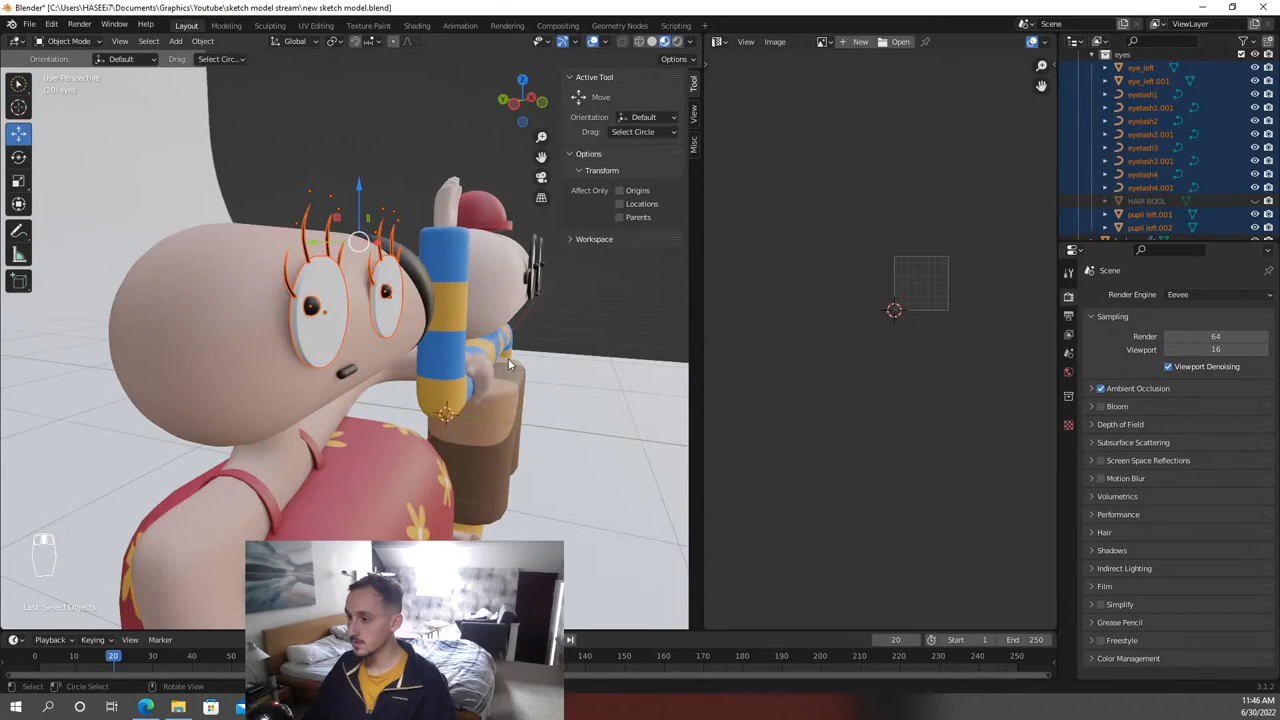 Blender* [C:\Users\HASEEi7\Documents\Graphics\Youtube\sketch model stream\new sketch model.blend]
File Edit Render Window Help Layout Modeling Sculpting UV Editing Texture Paint Shading Animation Rendering Compositing Geometry Nodes Scripting + Scene ViewLayer
Object Mode View Select Add Object Global View Image + New Open
Orientation: Default Drag: Select Circ... Options
User Perspective
(20) eyes
Active Tool
Move
Orientation Default
Drag: Select Circle
Options
Transform
Affect Only Origins
Locations
Parents
Workspace
Tool
View
Misc
Z
Y
X
eyes
eye_left
eye_left.001
eyelash1
eyelash1.001
eyelash2
eyelash2.001
eyelash3
eyelash3.001
eyelash4
eyelash4.001
HAIR BOOL
pupil left.001
pupil left.002
Scene
Render Engine Eevee
Sampling
Render 64
Viewport 16
Viewport Denoising
Ambient Occlusion
Bloom
Depth of Field
Subsurface Scattering
Screen Space Reflections
Motion Blur
Volumetrics
Performance
Hair
Shadows
Indirect Lighting
Film
Simplify
Grease Pencil
Freestyle
Color Management
Last: Select Objects
Playback Keying View Marker 20 Start 1 End 250
0 10 20 30 40 50 140 150 160 170 180 190 200 210 220 230 240 250
Select Circle Select Rotate View 3.1.2
11:46 AM
6/30/2022